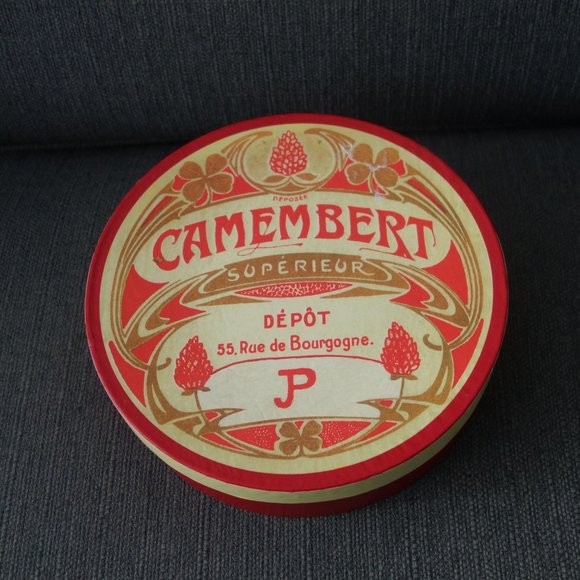 DÉPOSÉE
CAMEMBERT
SUPÉRIEUR
DÉPÔT
55, Rue de Bourgogne.
JP